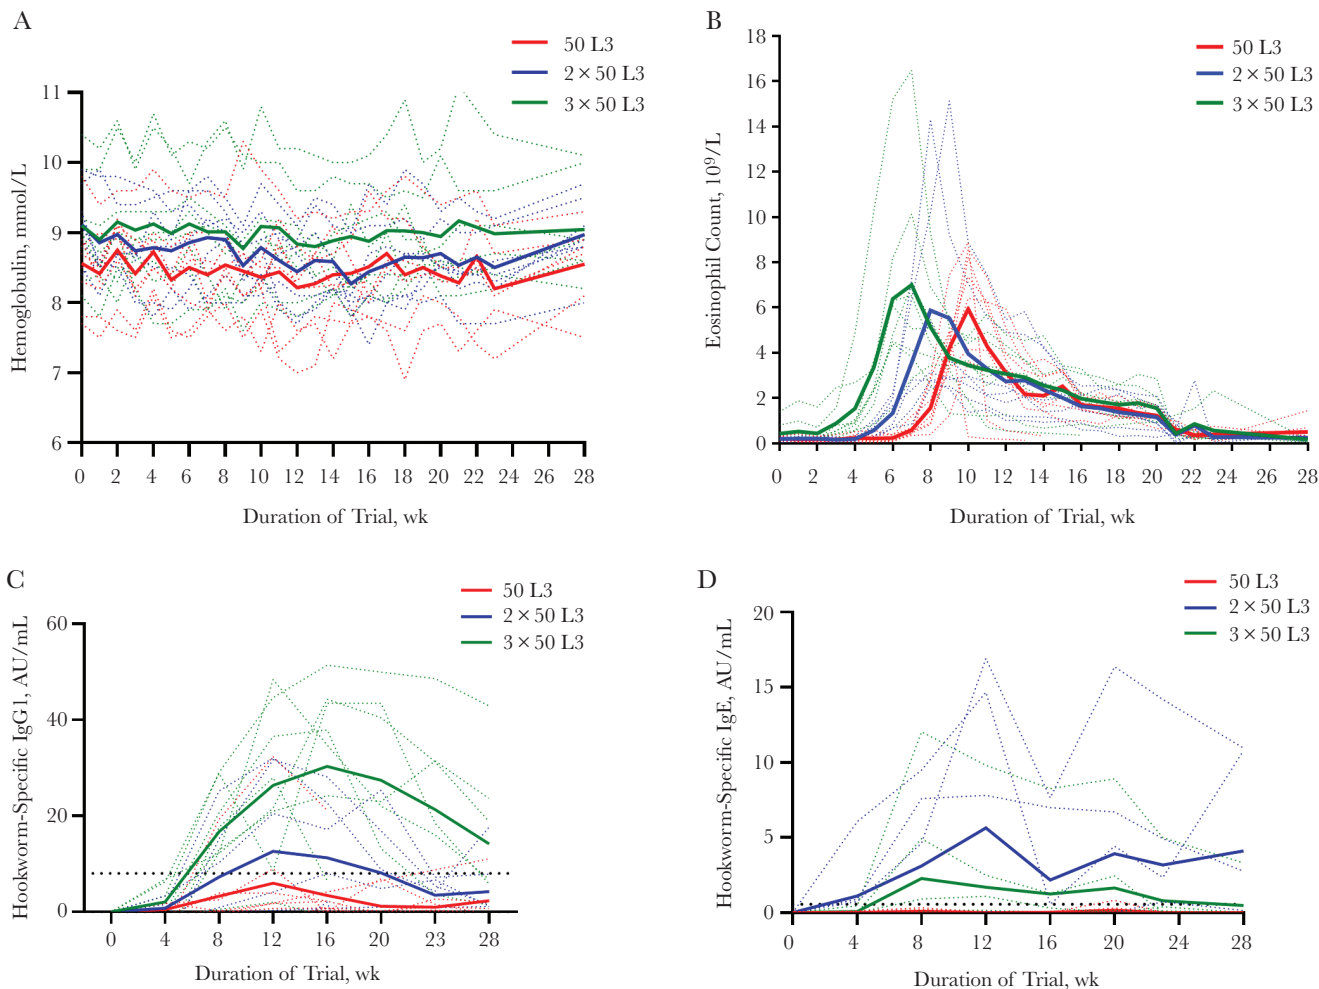 A
50 L3
2 × 50 L3
3 × 50 L3
Hemoglobulin, mmol/L
11
10
9
8
7
6
0 2 4 6 8 10 12 14 16 17 18 20 22 24 26 28
Duration of Trial, wk
B
50 L3
2 × 50 L3
3 × 50 L3
Eosinophil Count, 10⁹/L
18
16
14
12
10
8
6
4
2
0
0 2 4 6 8 10 12 14 16 18 20 22 24 26 28
Duration of Trial, wk
C
50 L3
2 × 50 L3
3 × 50 L3
Hookworm-Specific IgG1, AU/mL
60
40
20
0
0 4 8 12 16 20 23 28
Duration of Trial, wk
D
50 L3
2 × 50 L3
3 × 50 L3
Hookworm-Specific IgE, AU/mL
20
15
10
5
0
0 4 8 12 16 20 24 28
Duration of Trial, wk